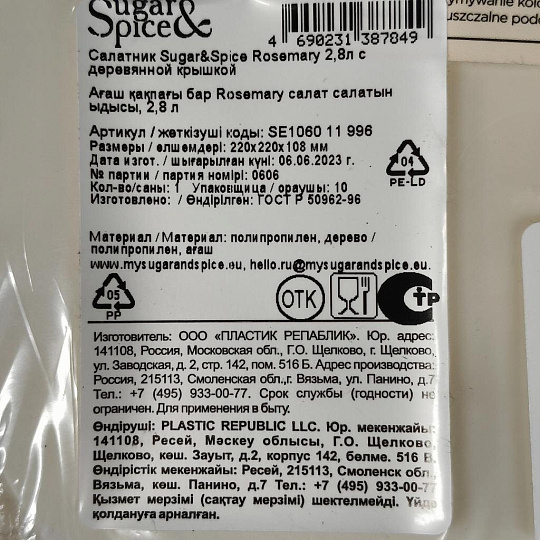 Sugar
Spice&
4 690231 387849
Салатник Sugar&Spice Rosemary 2,8л с
деревянной крышкой
Ағаш қақпағы бар Rosemary салат салатын
ыдысы, 2,8 л
Артикул / жөткізуші коды: SE1060 11 996
Размеры / өлшемдері: 220х220х108 мм
Дата изгот. / шығарылған күні: 06.06.2023 г.
№ партии / партия нөмірі: 0606
Кол-во/саны: 1 Упаковщица / ораушы: 10
Изготовлено: / Өндірілген: ГОСТ Р 50962-96
04
PE-LD
Материал / Материал: полипропилен, дерево /
полипропилен, ағаш
www.mysugarandspice.eu, hello.ru@mysugarandspice.eu.
05
PP
ОТК
Изготовитель: ООО «ПЛАСТИК РЕПАБЛИК». Юр. адрес:
141108, Россия, Московская обл., Г.О. Щелково, г. Щелково,
ул. Заводская, д. 2, стр. 142, пом. 516 Б. Адрес производства:
Россия, 215113, Смоленская обл.,г. Вязьма, ул. Панино, д.7
Тел.: +7 (495) 933-00-77. Срок службы (годности) не
ограничен. Для применения в быту.
Өндіруші: PLASTIC REPUBLIC LLC. Юр. мекенжайы:
141108, Ресей, Мәскеу облысы, Г.О. Щелково,
Щелково, көш. Зауыт, д.2, корпус 142, бөлме. 516 Б
Өндірістік мекенжайы: Ресей, 215113, Смоленск обл.,
Вязьма, көш. Панино, д.7 Тел.: +7 (495) 933-00-77
Қызмет мерзімі (сақтау мерзімі) шектелмейді. Үйде
қолдануға арналған.